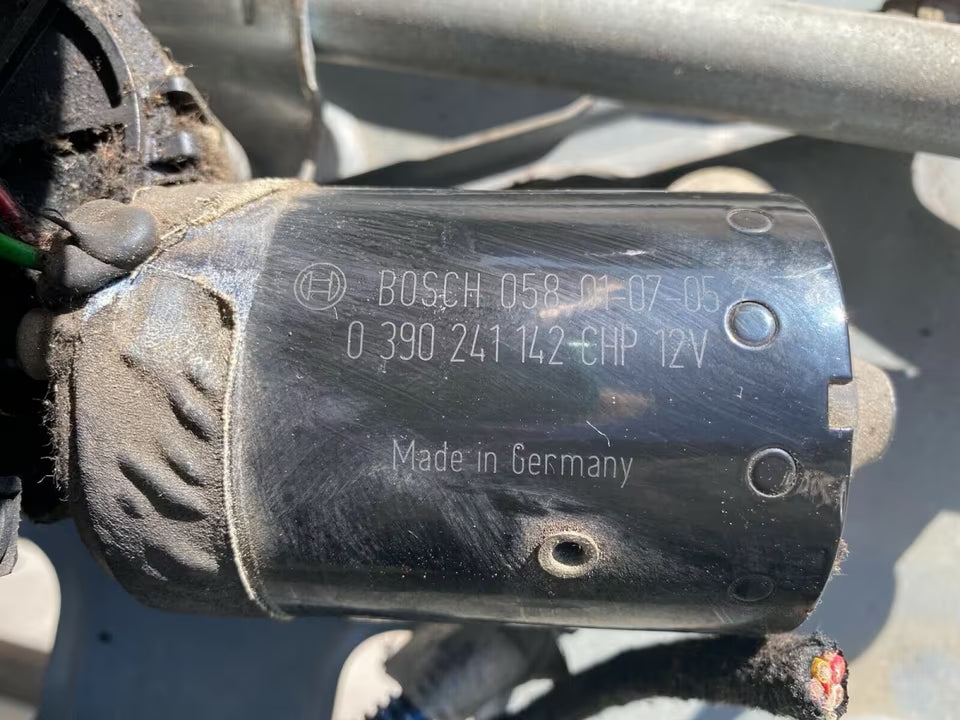 BOSCH 058 01-07-05
0 390 241 142 CHP 12V
Made in Germany